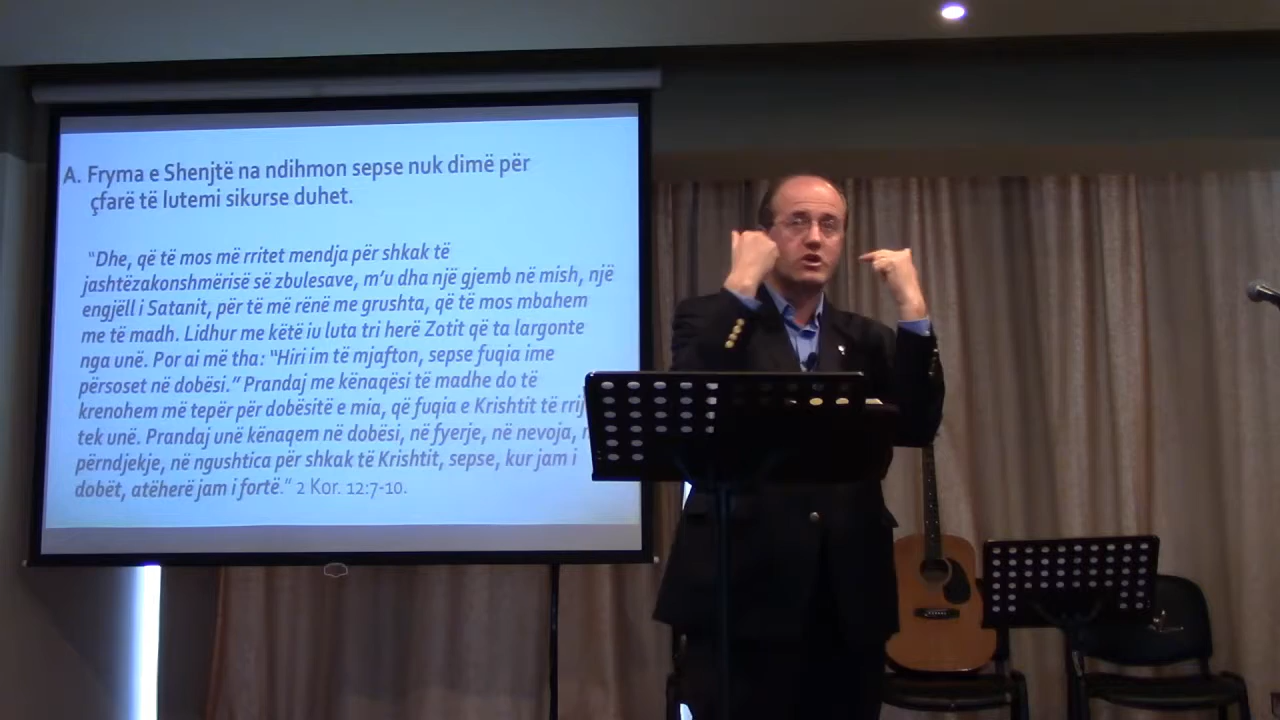 A. Fryma e Shenjtë na ndihmon sepse nuk dimë për
çfarë të lutemi sikurse duhet.
"Dhe, që të mos më rritet mendja për shkak të
jashtëzakonshmërisë së zbulesave, m'u dha një gjemb në mish, një
engjëll i Satanit, për të më rënë me grushta, që të mos mbahem
me të madh. Lidhur me këtë iu luta tri herë Zotit që ta largonte
nga unë. Por ai më tha: "Hiri im të mjafton, sepse fuqia ime
përsoset në dobësi." Prandaj me kënaqësi të madhe do të
krenohem më tepër për dobësitë e mia, që fuqia e Krishtit të rrij
tek unë. Prandaj unë kënaqem në dobësi, në fyerje, në nevoja,
përndjekje, në ngushtica për shkak të Krishtit, sepse, kur jam i
dobët, atëherë jam i fortë." 2 Kor. 12:7-10.